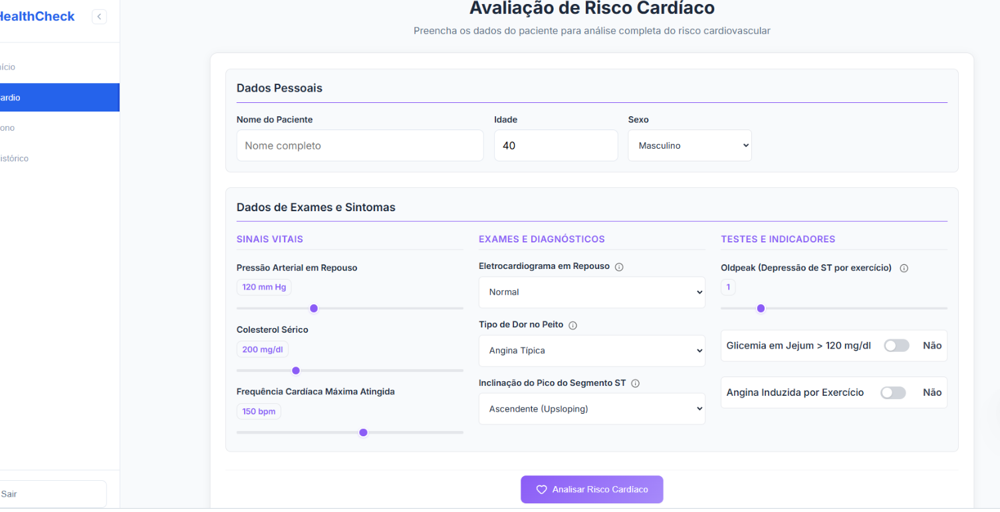 HealthCheck
Avaliação de Risco Cardíaco
Preencha os dados do paciente para análise completa do risco cardiovascular
nício
ardio
ono
istórico
Sair
Dados Pessoais
Nome do Paciente
Idade
Sexo
Nome completo
40
Masculino
Dados de Exames e Sintomas
SINAIS VITAIS
Pressão Arterial em Repouso
120 mm Hg
Colesterol Sérico
200 mg/dl
Frequência Cardíaca Máxima Atingida
150 bpm
EXAMES E DIAGNÓSTICOS
Eletrocardiograma em Repouso
Normal
Tipo de Dor no Peito
Angina Típica
Inclinação do Pico do Segmento ST
Ascendente (Upsloping)
TESTES E INDICADORES
Oldpeak (Depressão de ST por exercício)
1
Glicemia em Jejum > 120 mg/dl Não
Angina Induzida por Exercício Não
Analisar Risco Cardíaco